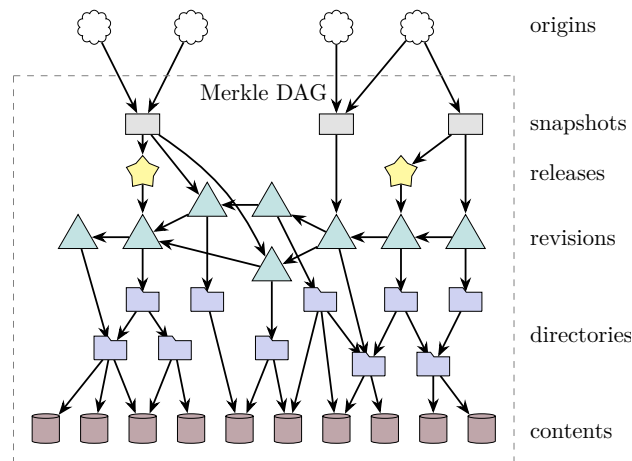 origins
Merkle DAG
snapshots
releases
revisions
directories
contents